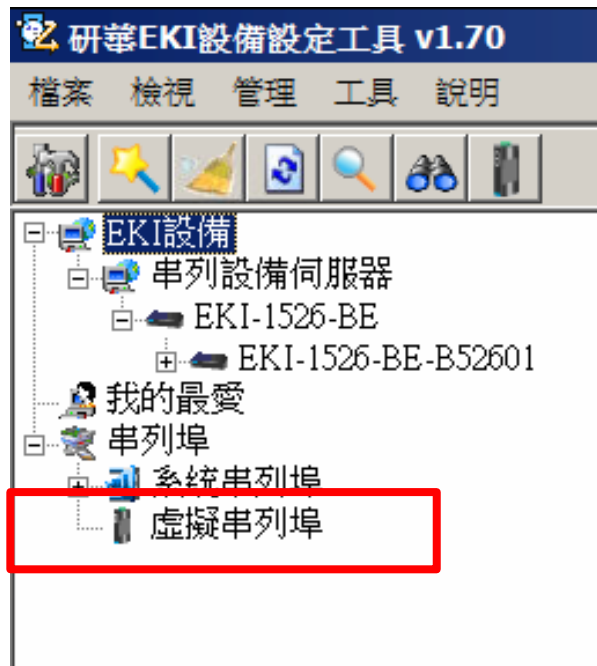 研華EKI設備設定工具 v1.70
檔案 檢視 管理 工具 說明
EKI設備
串列設備伺服器
EKI-1526-BE
EKI-1526-BE-B52601
我的最愛
串列埠
系統串列埠
虛擬串列埠